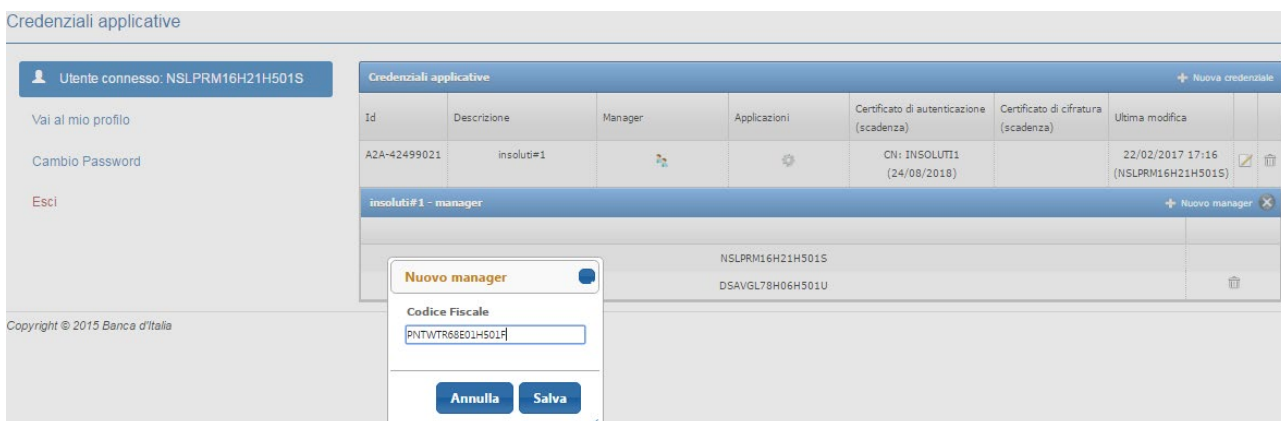 Credenziali applicative
Utente connesso: NSLPRM16H21H501S
Vai al mio profilo
Cambio Password
Esci
Credenziali applicative
Nuova credenziale
Id Descrizione Manager Applicazioni Certificato di autenticazione (scadenza) Certificato di cifratura (scadenza) Ultima modifica
A2A-42499021 insoluti#1 CN: INSOLUTI1 (24/08/2018) 22/02/2017 17:16 (NSLPRM16H21H501S)
insoluti#1 - manager
Nuovo manager
NSLPRM16H21H501S
DSAVGL78H06H501U
Nuovo manager
Codice Fiscale
PNTWTR68E01H501F
Annulla Salva
Copyright © 2015 Banca d'Italia